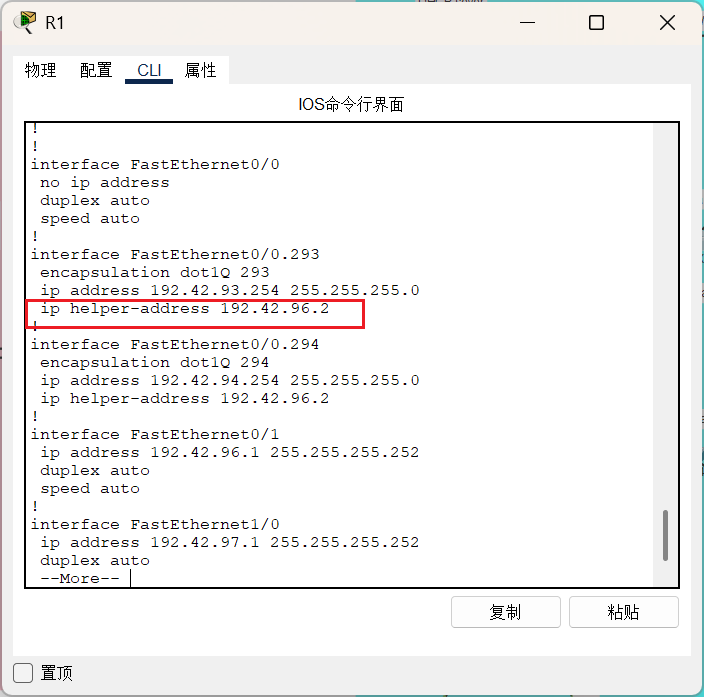 R1
物理 配置 CLI 属性
IOS命令行界面
!
!
interface FastEthernet0/0
no ip address
duplex auto
speed auto
!
interface FastEthernet0/0.293
encapsulation dot1Q 293
ip address 192.42.93.254 255.255.255.0
ip helper-address 192.42.96.2
!
interface FastEthernet0/0.294
encapsulation dot1Q 294
ip address 192.42.94.254 255.255.255.0
ip helper-address 192.42.96.2
!
interface FastEthernet0/1
ip address 192.42.96.1 255.255.255.252
duplex auto
speed auto
!
interface FastEthernet1/0
ip address 192.42.97.1 255.255.255.252
duplex auto
--More--
复制 粘贴
置顶